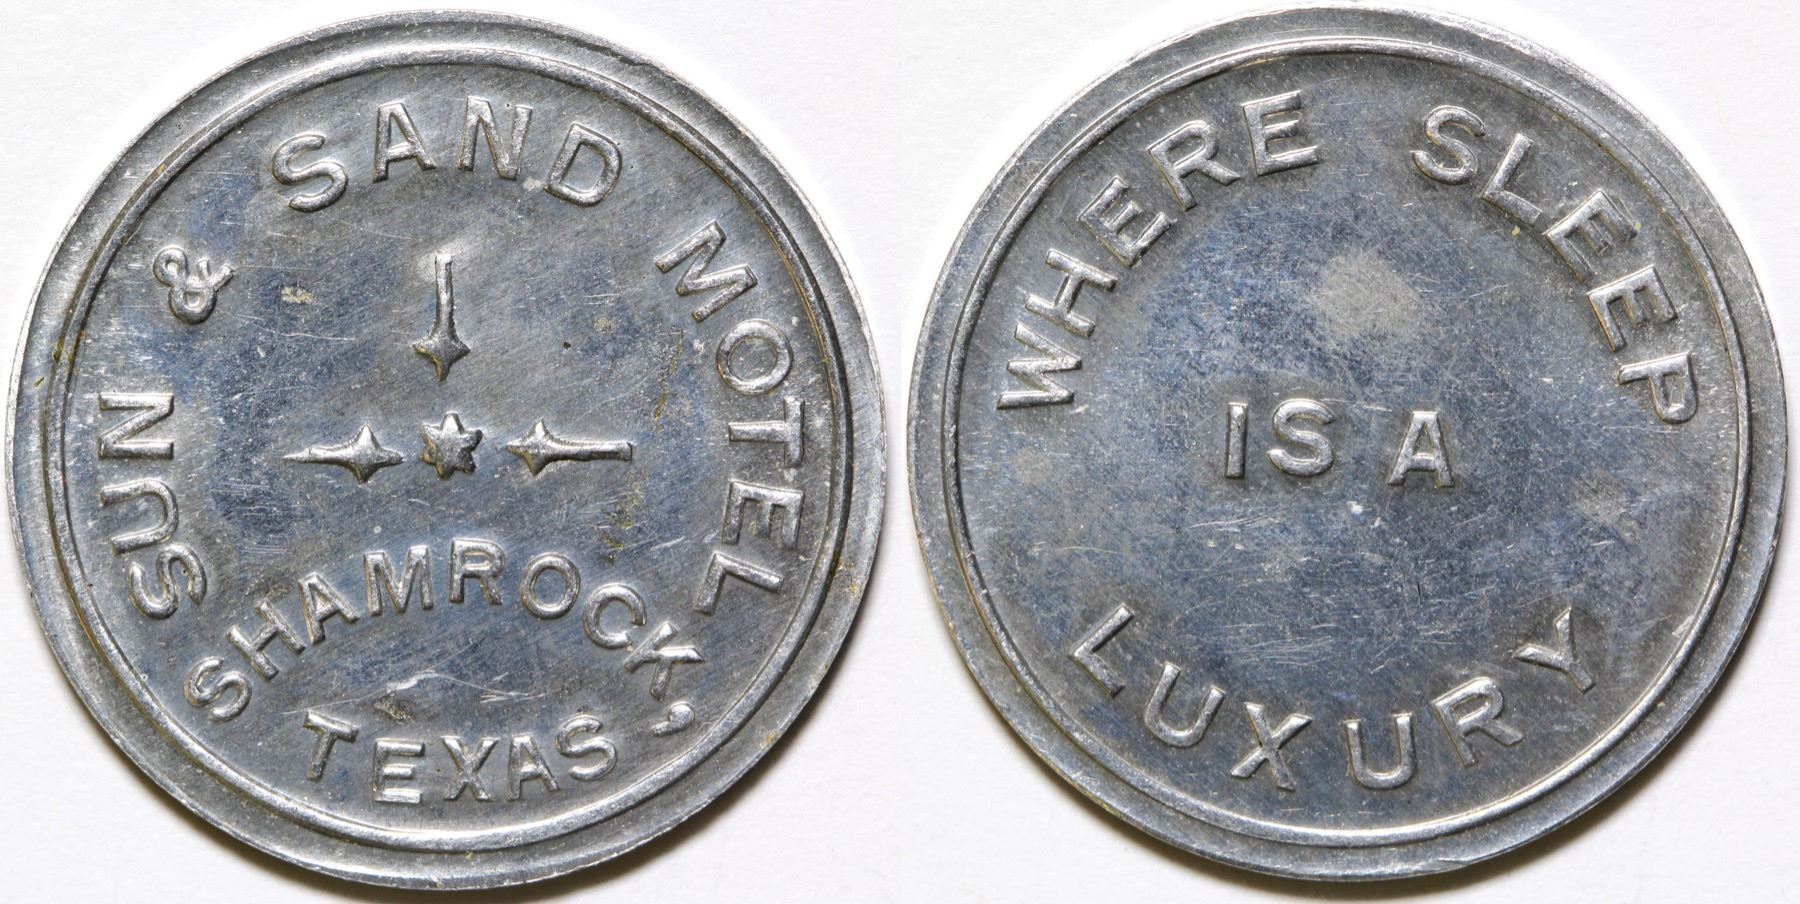 SUN & SAND MOTEL
SHAMROCK,
TEXAS
WHERE SLEEP
IS A
LUXURY